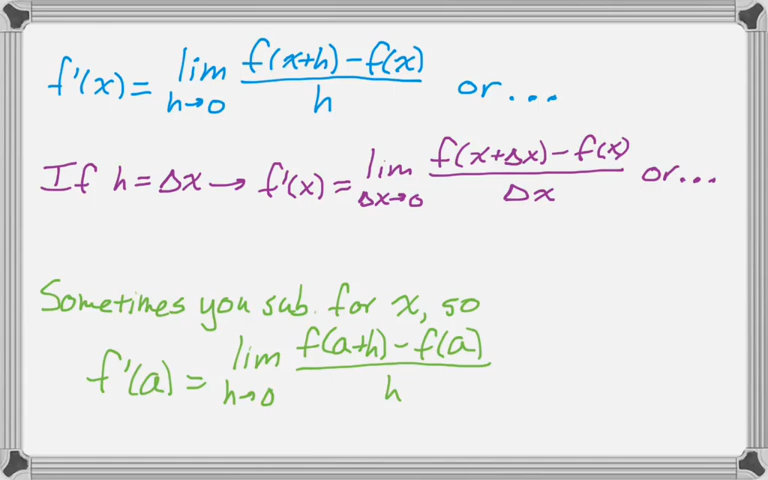 f'(x) = lim h→0 f(x+h) - f(x) / h or...
If h = Δx → f'(x) = lim Δx→0 f(x+Δx) - f(x) / Δx or...
Sometimes you sub. for x, so
f'(a) = lim h→0 f(a+h) - f(a) / h